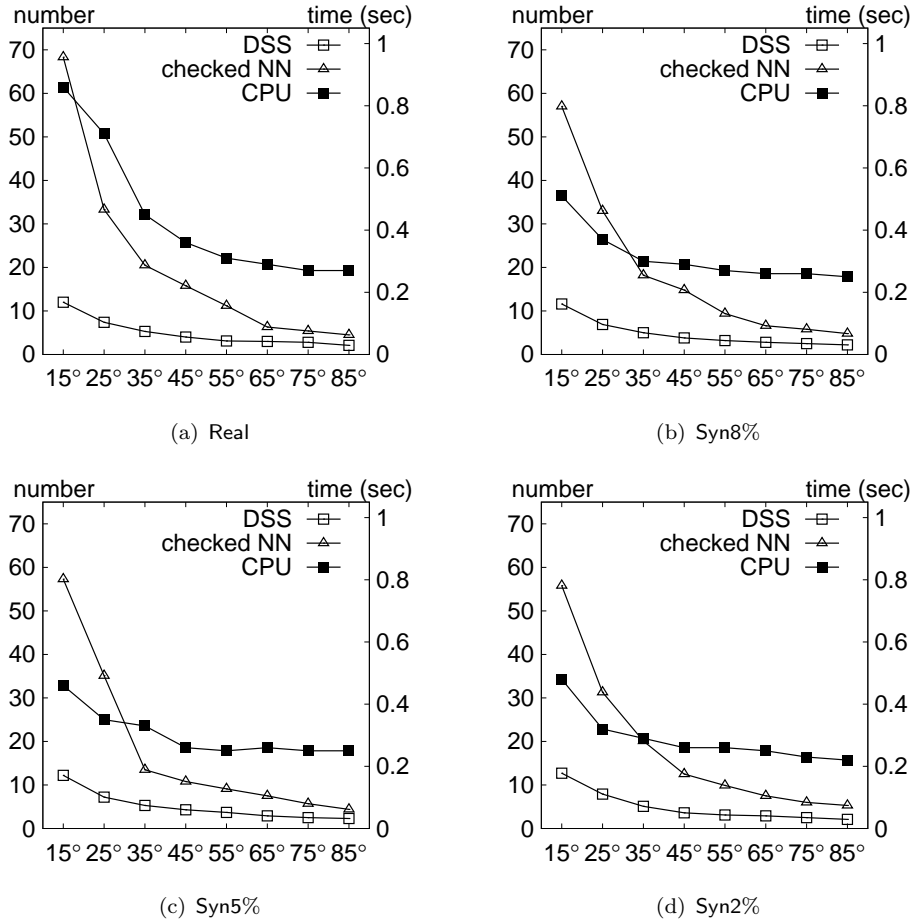 number time (sec) number time (sec)
DSS
checked NN
CPU
70
60
50
40
30
20
10
0
1
0.8
0.6
0.4
0.2
0
15° 25° 35° 45° 55° 65° 75° 85°
(a) Real
DSS
checked NN
CPU
70
60
50
40
30
20
10
0
1
0.8
0.6
0.4
0.2
0
15° 25° 35° 45° 55° 65° 75° 85°
(b) Syn8%
number time (sec) number time (sec)
DSS
checked NN
CPU
70
60
50
40
30
20
10
0
1
0.8
0.6
0.4
0.2
0
15° 25° 35° 45° 55° 65° 75° 85°
(c) Syn5%
DSS
checked NN
CPU
70
60
50
40
30
20
10
0
1
0.8
0.6
0.4
0.2
0
15° 25° 35° 45° 55° 65° 75° 85°
(d) Syn2%